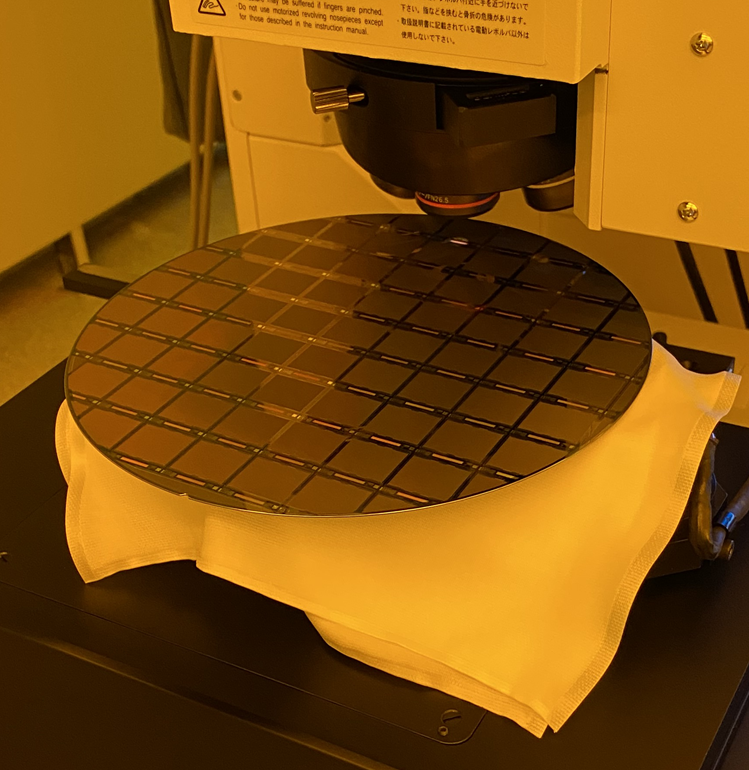 may be suffered if fingers are pinched.
Do not use motorized revolving nosepieces except
for those described in the instruction manual.
下さい。指などを挟むと骨折の危険があります。
・取扱説明書に記載されている電動レボルバ以外は
使用しないで下さい。
FN26.5